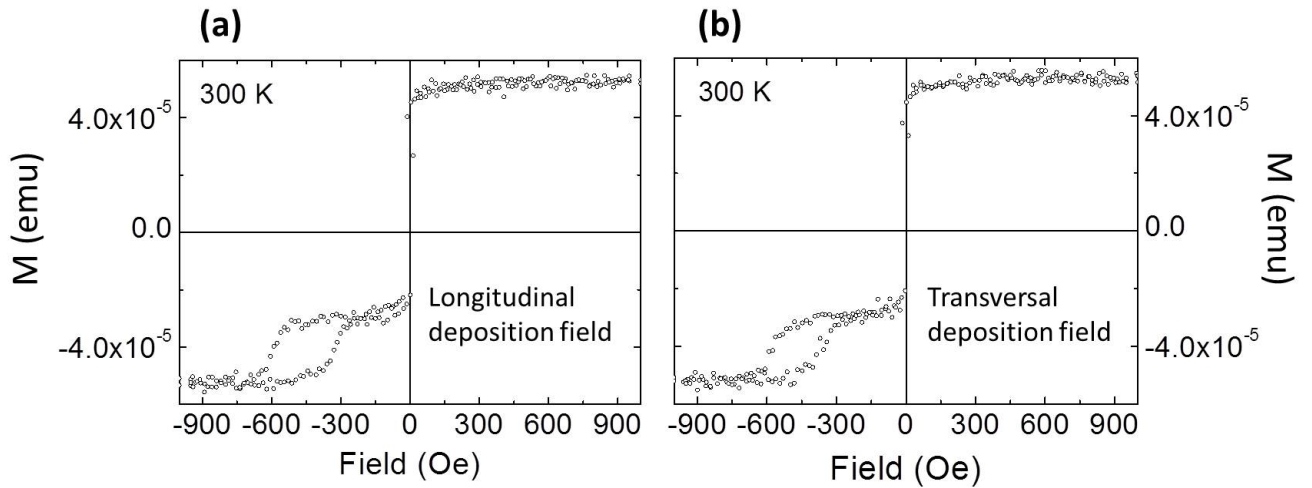 (a)
300 K
4.0x10⁻⁵
0.0
-4.0x10⁻⁵
M (emu)
Longitudinal
deposition field
-900 -600 -300 0 300 600 900
Field (Oe)
(b)
300 K
4.0x10⁻⁵
0.0
-4.0x10⁻⁵
M (emu)
Transversal
deposition field
-900 -600 -300 0 300 600 900
Field (Oe)